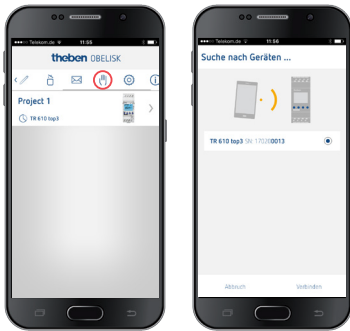 Telekom.de 11:55
theben OBELISK
Project 1
TR 610 top3
Telekom.de 11:56
Suche nach Geräten ...
TR 610 top3 SN:
Abbruch Verbinden